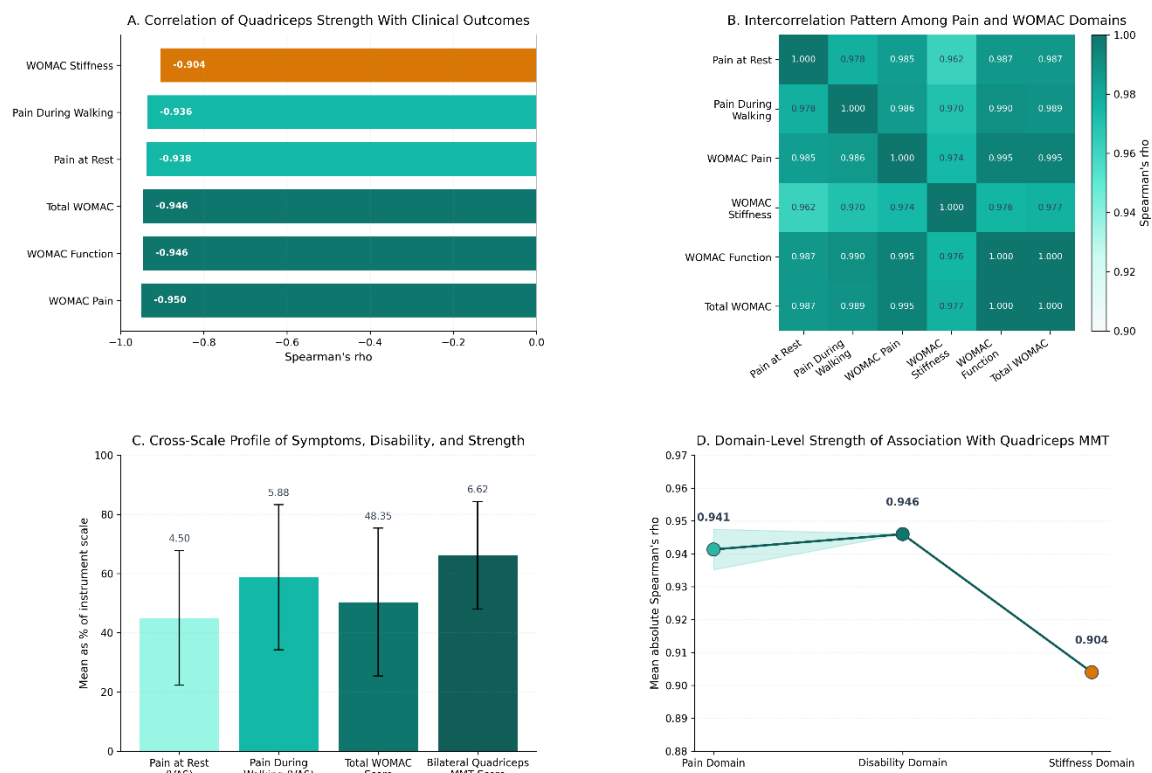 A. Correlation of Quadriceps Strength With Clinical Outcomes
WOMAC Stiffness
-0.904
Pain During Walking
-0.936
Pain at Rest
-0.938
Total WOMAC
-0.946
WOMAC Function
-0.946
WOMAC Pain
-0.950
−1.0 −0.8 −0.6 −0.4 −0.2 0.0
Spearman's rho
B. Intercorrelation Pattern Among Pain and WOMAC Domains
Pain at Rest 1.000 0.978 0.985 0.962 0.987 0.987
Pain During
Walking
0.978 1.000 0.986 0.970 0.990 0.989
WOMAC Pain 0.985 0.986 1.000 0.974 0.995 0.995
WOMAC
Stiffness
0.962 0.970 0.974 1.000 0.976 0.977
WOMAC Function 0.987 0.990 0.995 0.976 1.000 1.000
Total WOMAC 0.987 0.989 0.995 0.977 1.000 1.000
Pain at Rest
Pain During
Walking
WOMAC Pain
WOMAC
Stiffness
WOMAC
Function
Total WOMAC
1.00
0.98
0.96
0.94
0.92
0.90
Spearman's rho
C. Cross-Scale Profile of Symptoms, Disability, and Strength
Mean as % of instrument scale
100
80
60
40
20
0
4.50
5.88
48.35
6.62
Pain at Rest
(VAS)
Pain During
Walking (VAS)
Total WOMAC
Score
Bilateral Quadriceps
MMT Score
D. Domain-Level Strength of Association With Quadriceps MMT
Mean absolute Spearman's rho
0.97
0.96
0.95
0.94
0.93
0.92
0.91
0.90
0.89
0.88
0.941
0.946
0.904
Pain Domain
Disability Domain
Stiffness Domain